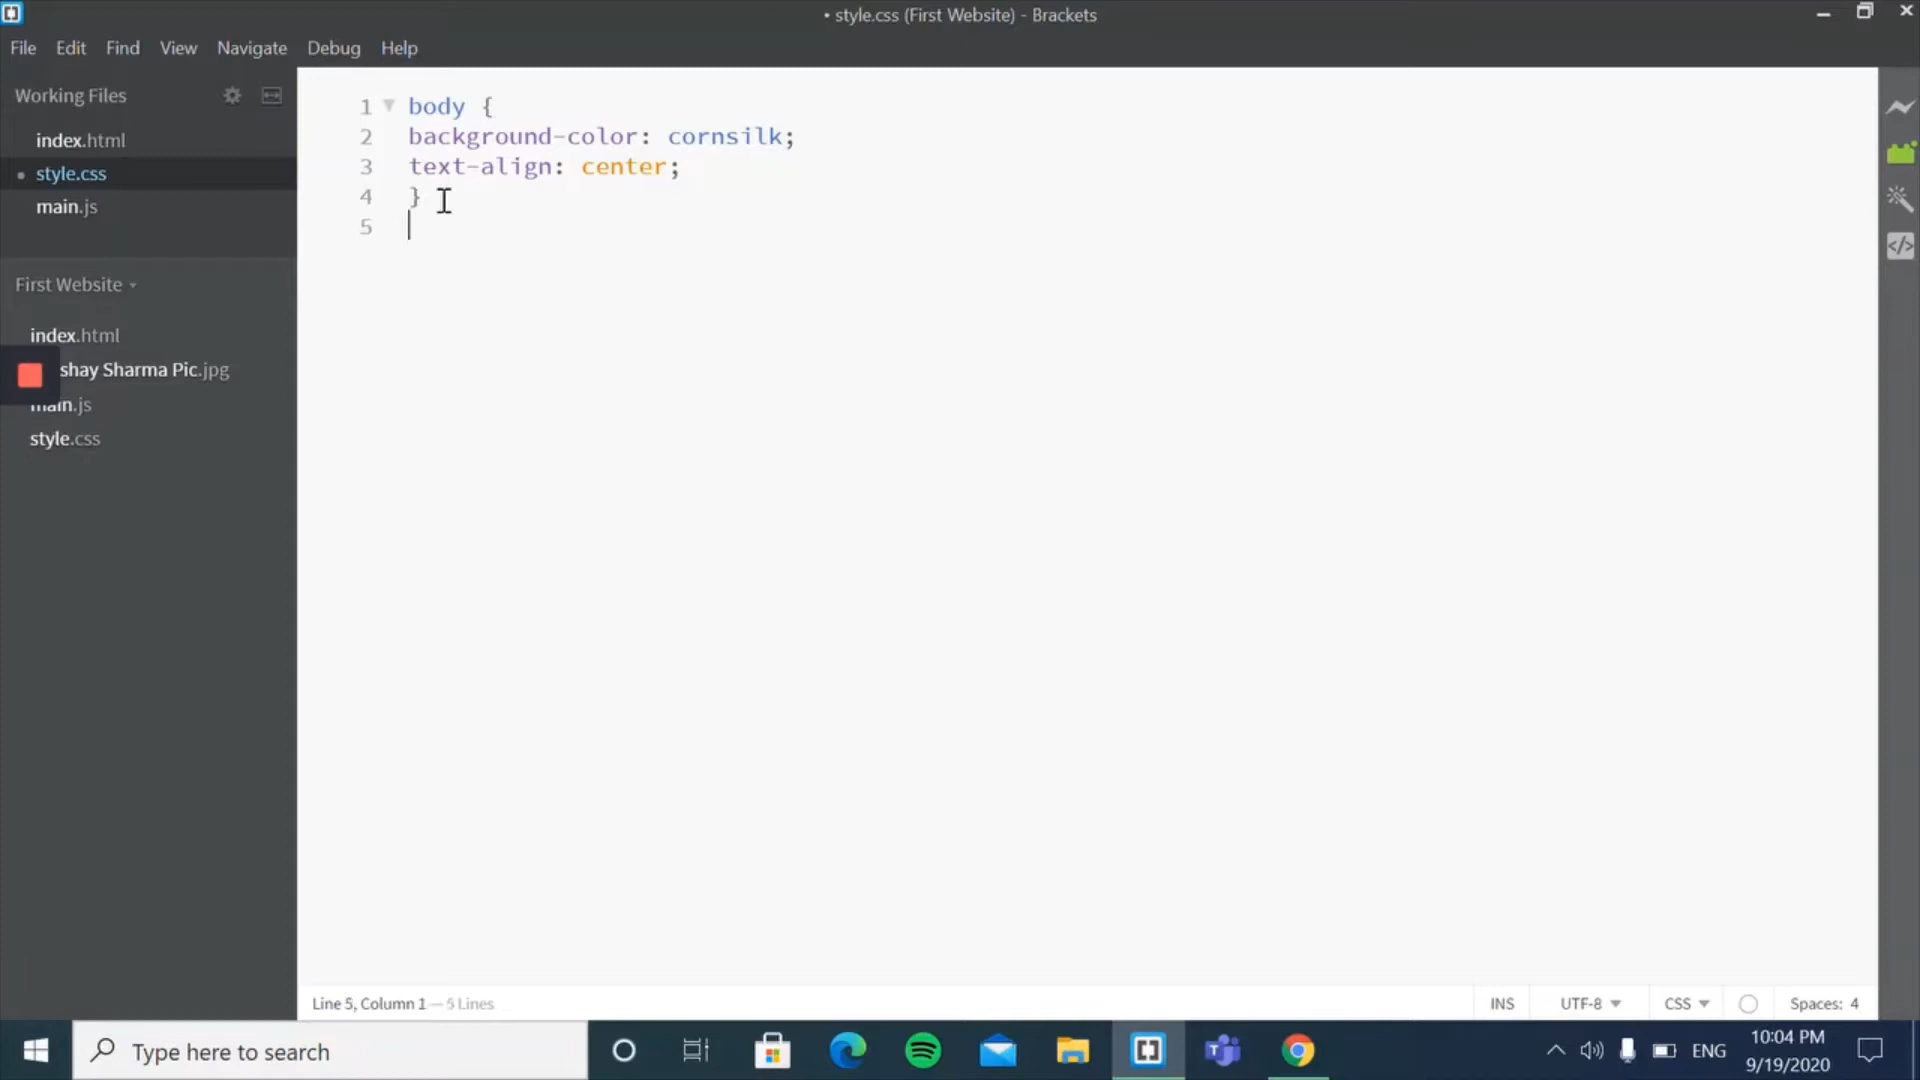 • style.css (First Website) - Brackets
File Edit Find View Navigate Debug Help
Working Files
index.html
style.css
main.js
First Website
index.html
shay Sharma Pic.jpg
main.js
style.css
1 body {
2 background-color: cornsilk;
3 text-align: center;
4 }
5
Line 5, Column 1 — 5 Lines
INS UTF-8 CSS Spaces: 4
Type here to search
ENG
10:04 PM
9/19/2020